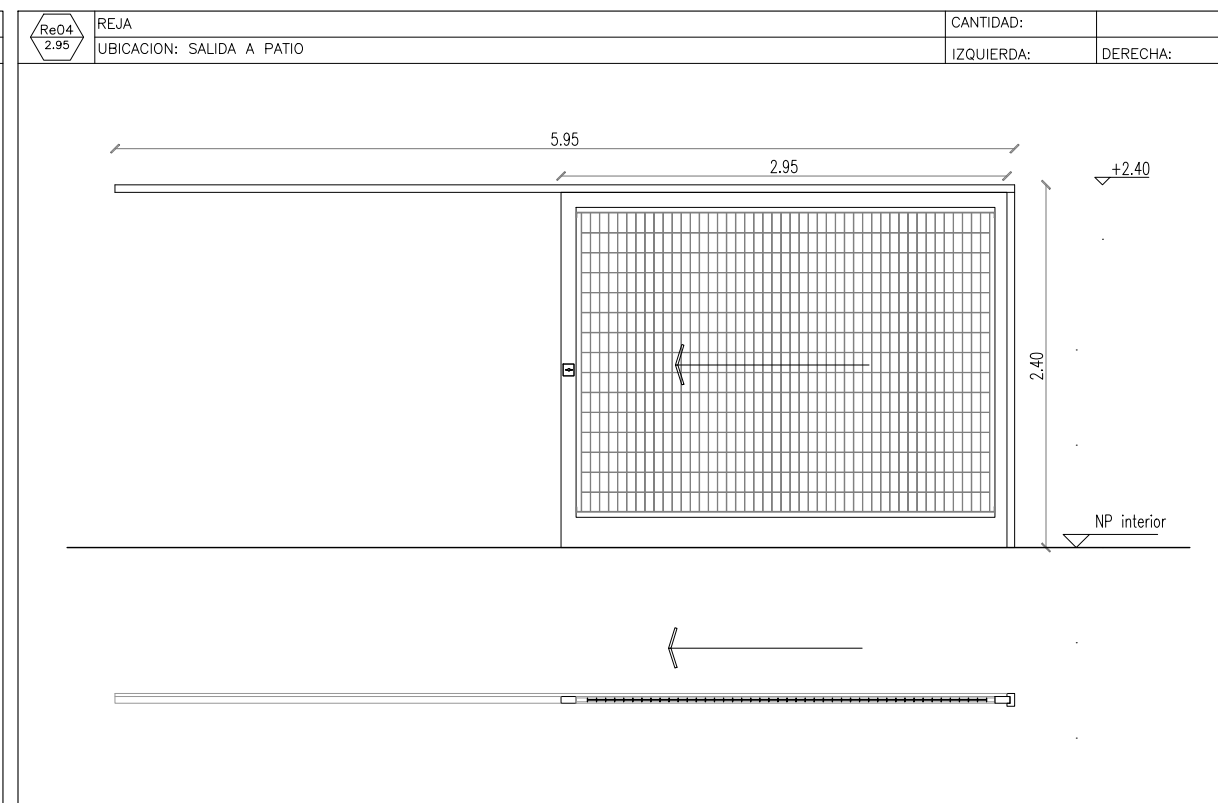 Re04
2.95
REJA
UBICACION: SALIDA A PATIO
CANTIDAD:
IZQUIERDA:
DERECHA:
5.95
2.95
+2.40
2.40
NP interior